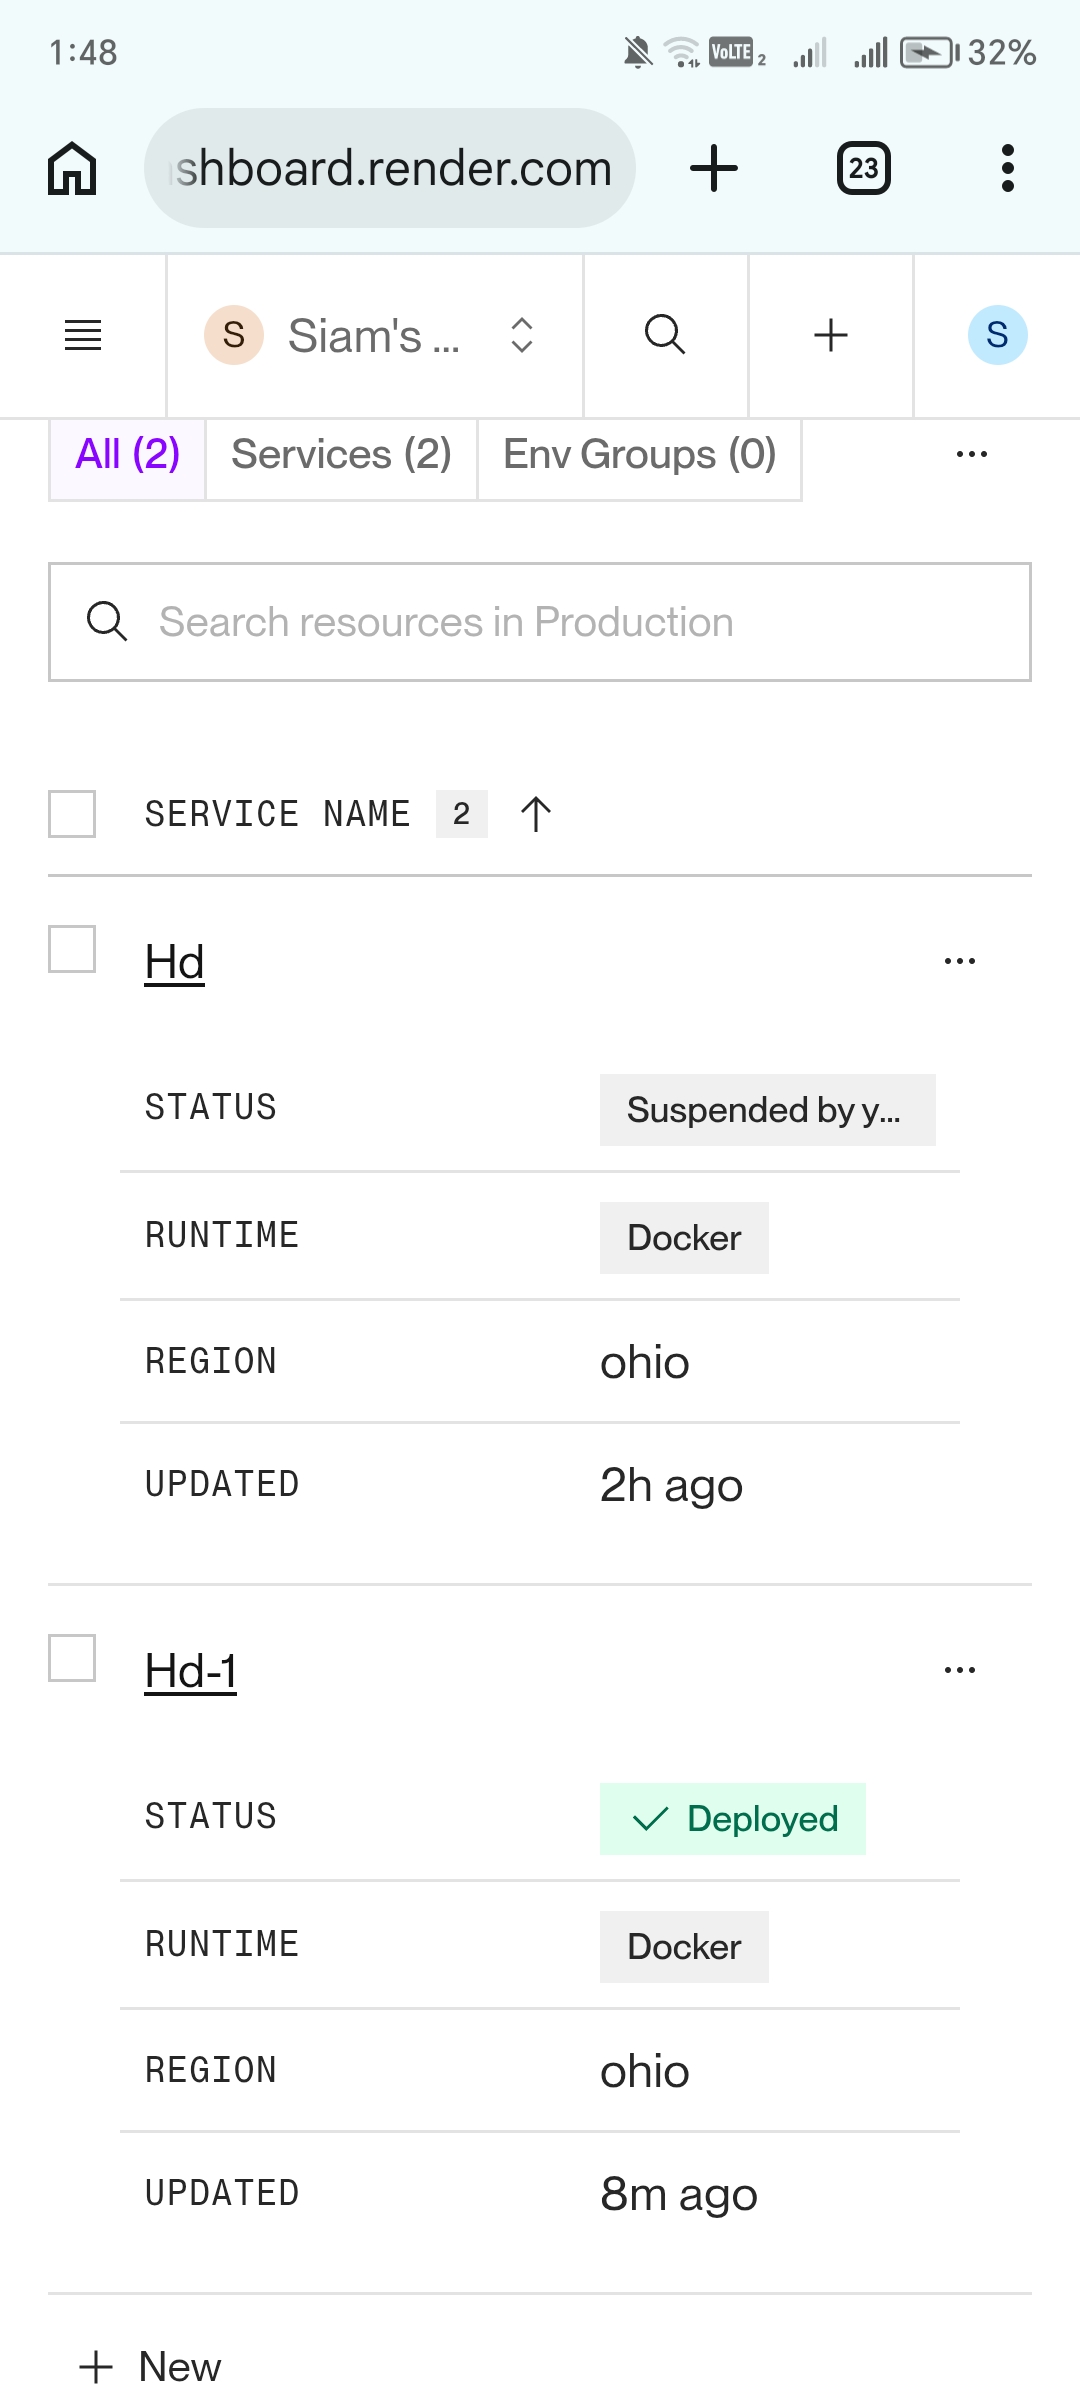 1:48
VoLTE 2
32%
shboard.render.com
23
S
Siam's ...
S
All (2)
Services (2)
Env Groups (0)
Search resources in Production
SERVICE NAME 2
Hd
STATUS
Suspended by y...
RUNTIME
Docker
REGION
ohio
UPDATED
2h ago
Hd-1
STATUS
Deployed
RUNTIME
Docker
REGION
ohio
UPDATED
8m ago
New